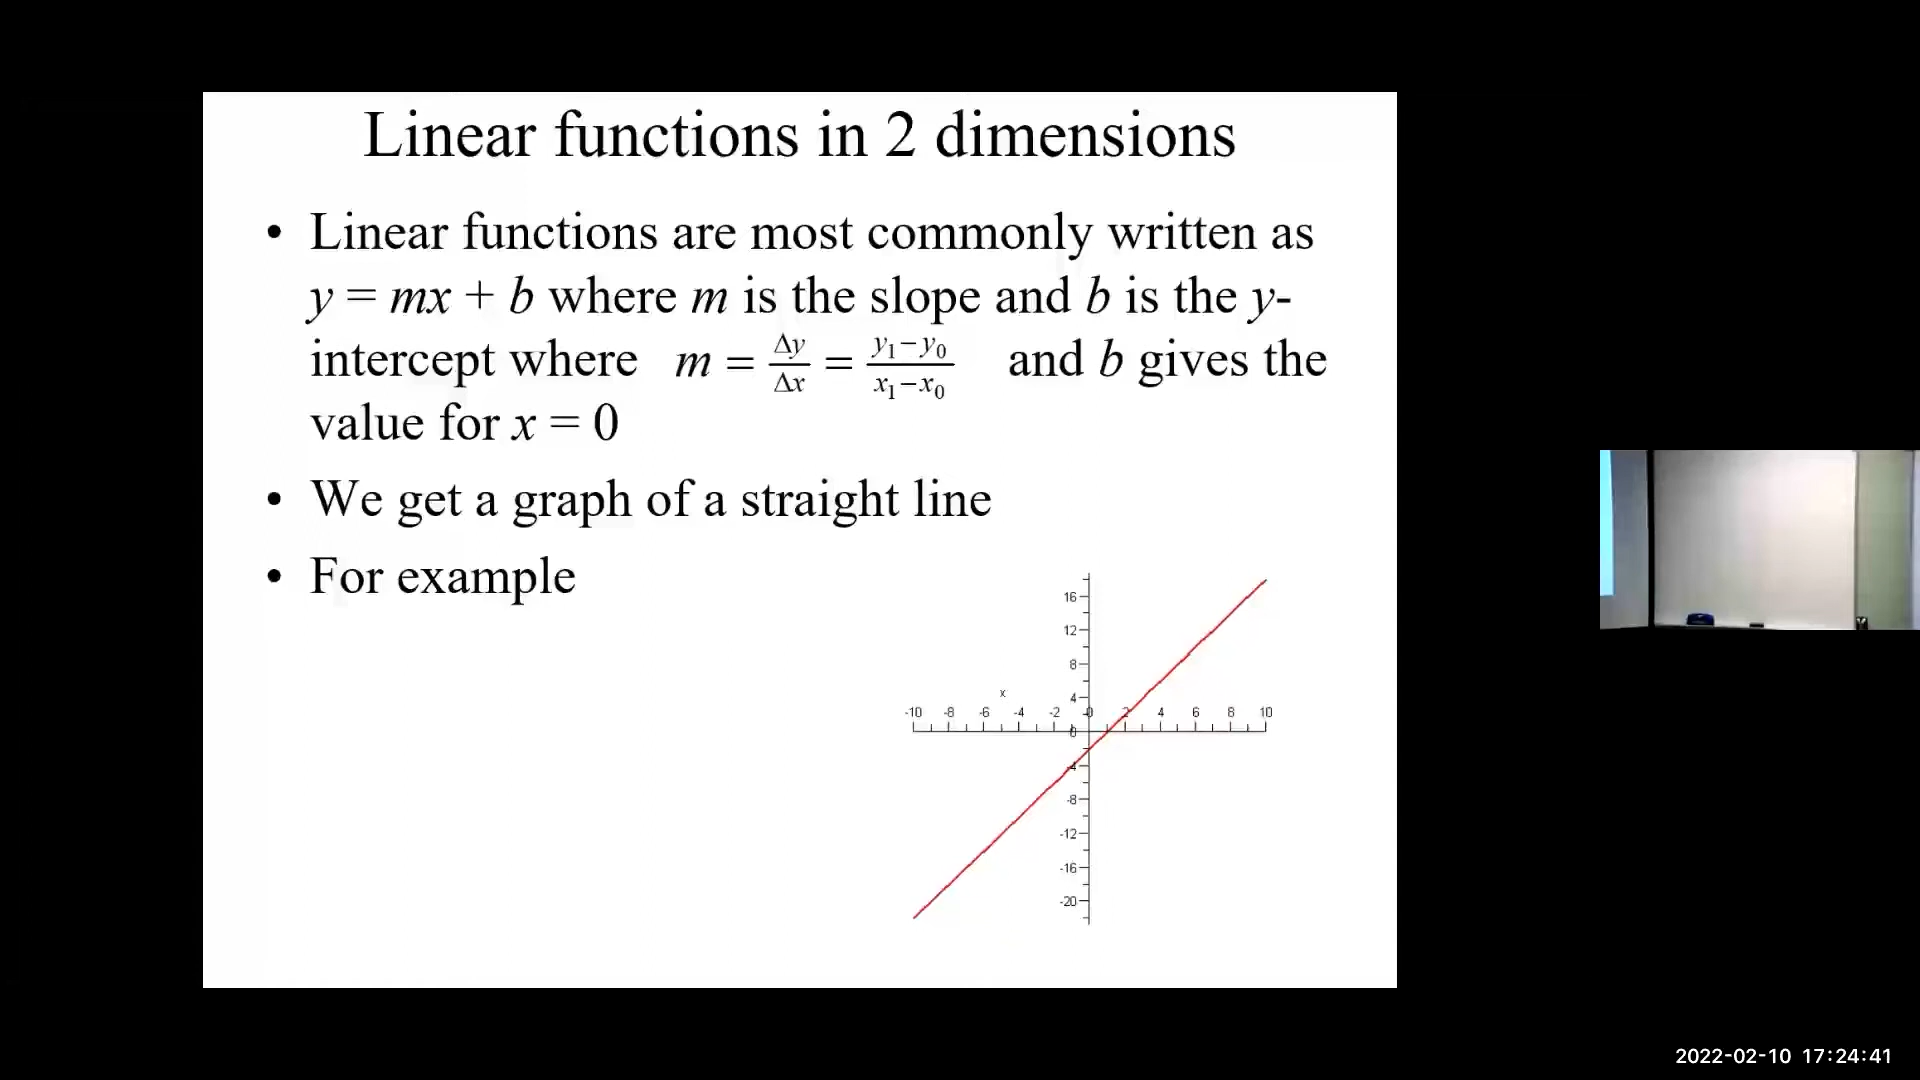 Linear functions in 2 dimensions
• Linear functions are most commonly written as
y = mx + b where m is the slope and b is the y-
intercept where m = Δy/Δx = y₁−y₀/x₁−x₀ and b gives the
value for x = 0
• We get a graph of a straight line
• For example
16
12
8
x
4
-10 -8 -6 -4 -2 0 2 4 6 8 10
0
-4
-8
-12
-16
-20
2022-02-10 17:24:41